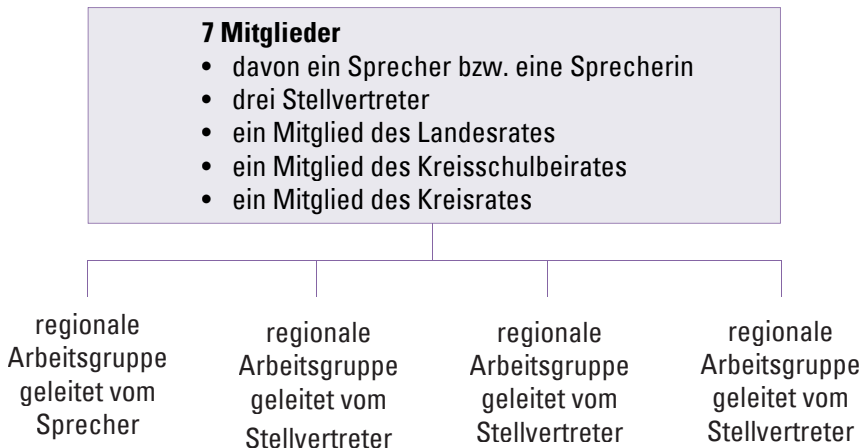 7 Mitglieder
• davon ein Sprecher bzw. eine Sprecherin
• drei Stellvertreter
• ein Mitglied des Landesrates
• ein Mitglied des Kreisschulbeirates
• ein Mitglied des Kreisrates
regionale
Arbeitsgruppe
geleitet vom
Sprecher
regionale
Arbeitsgruppe
geleitet vom
Stellvertreter
regionale
Arbeitsgruppe
geleitet vom
Stellvertreter
regionale
Arbeitsgruppe
geleitet vom
Stellvertreter